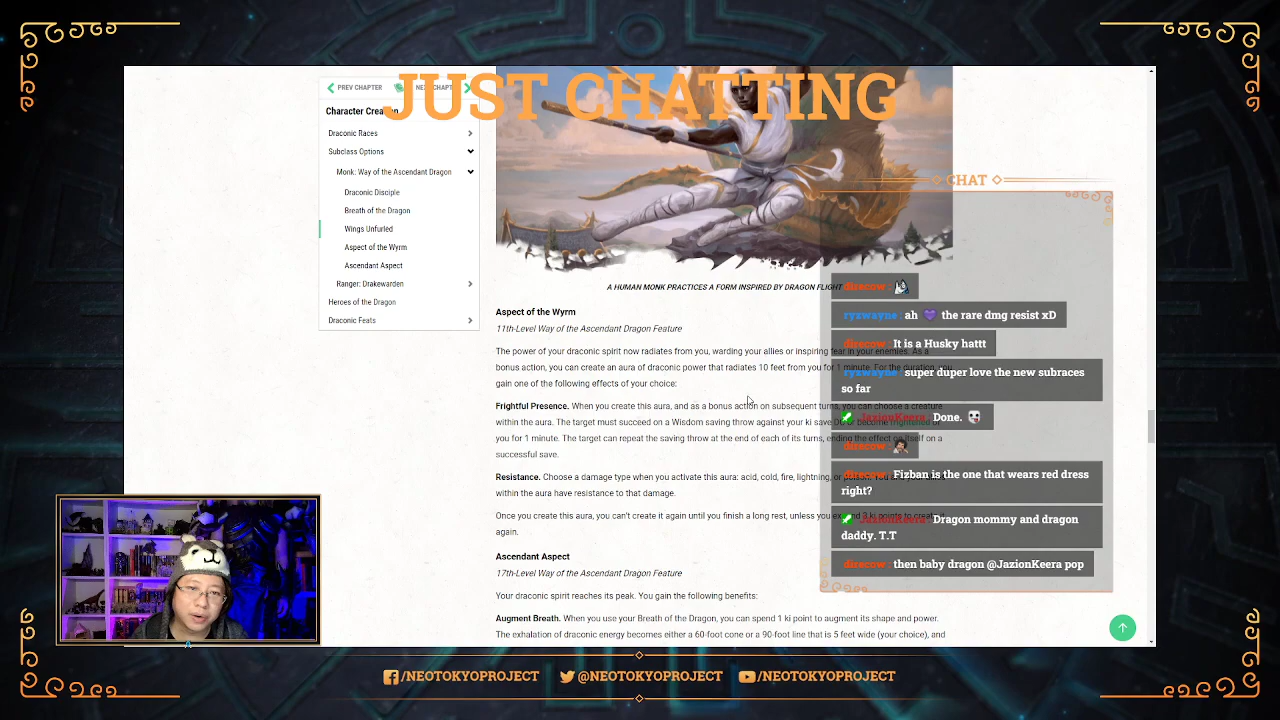 JUST CHATTING
PREV CHAPTER
Character Creation
Draconic Races
Subclass Options
Monk: Way of the Ascendant Dragon
Draconic Disciple
Breath of the Dragon
Wings Unfurled
Aspect of the Wyrm
Ascendant Aspect
Ranger: Drakewarden
Heroes of the Dragon
Draconic Feats
A HUMAN MONK PRACTICES A FORM INSPIRED BY DRAGON FLIGHT
Aspect of the Wyrm
11th-Level Way of the Ascendant Dragon Feature
The power of your draconic spirit now radiates from you, warding your allies or inspiring fear in your enemies. As a
bonus action, you can create an aura of draconic power that radiates 10 feet from you for 1 minute. For the duration, you
gain one of the following effects of your choice:
Frightful Presence. When you create this aura, and as a bonus action on subsequent turns, you can choose a creature
within the aura. The target must succeed on a Wisdom saving throw against your ki save DC or become frightened of
you for 1 minute. The target can repeat the saving throw at the end of each of its turns, ending the effect on itself on a
successful save.
Resistance. Choose a damage type when you activate this aura: acid, cold, fire, lightning, or
within the aura have resistance to that damage.
Once you create this aura, you can't create it again until you finish a long rest, unless you expend 3 ki points to create it
again.
Ascendant Aspect
17th-Level Way of the Ascendant Dragon Feature
Your draconic spirit reaches its peak. You gain the following benefits:
Augment Breath. When you use your Breath of the Dragon, you can spend 1 ki point to augment its shape and power.
The exhalation of draconic energy becomes either a 60-foot cone or a 90-foot line that is 5 feet wide (your choice), and
CHAT
direcow :
ryxwayne : ah 💜 the rare dmg resist xD
direcow : It is a Husky hattt
ryxwayne : super duper love the new subraces
so far
JazionKeera : Done.
direcow :
direcow : Fizban is the one that wears red dress
right?
JazionKeera : Dragon mommy and dragon
daddy. T.T
direcow : then baby dragon @JazionKeera pop
/NEOTOKYOPROJECT @NEOTOKYOPROJECT /NEOTOKYOPROJECT